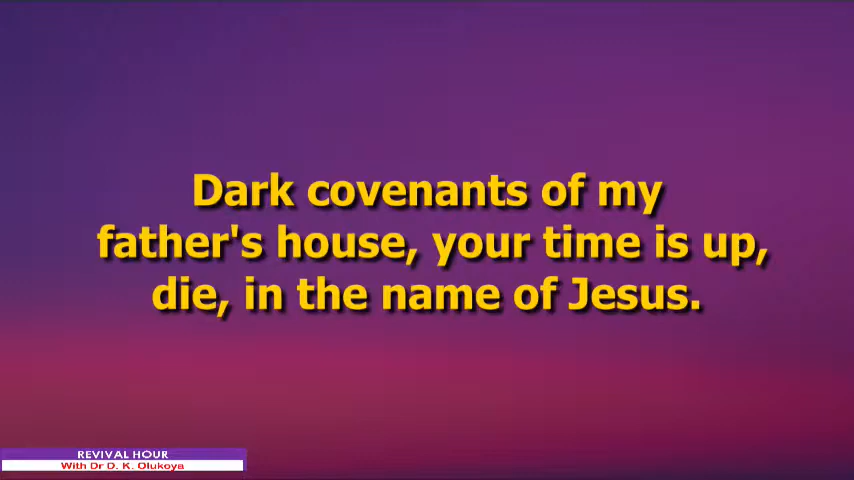 Dark covenants of my
father's house, your time is up,
die, in the name of Jesus.
REVIVAL HOUR
With Dr D. K. Olukoya